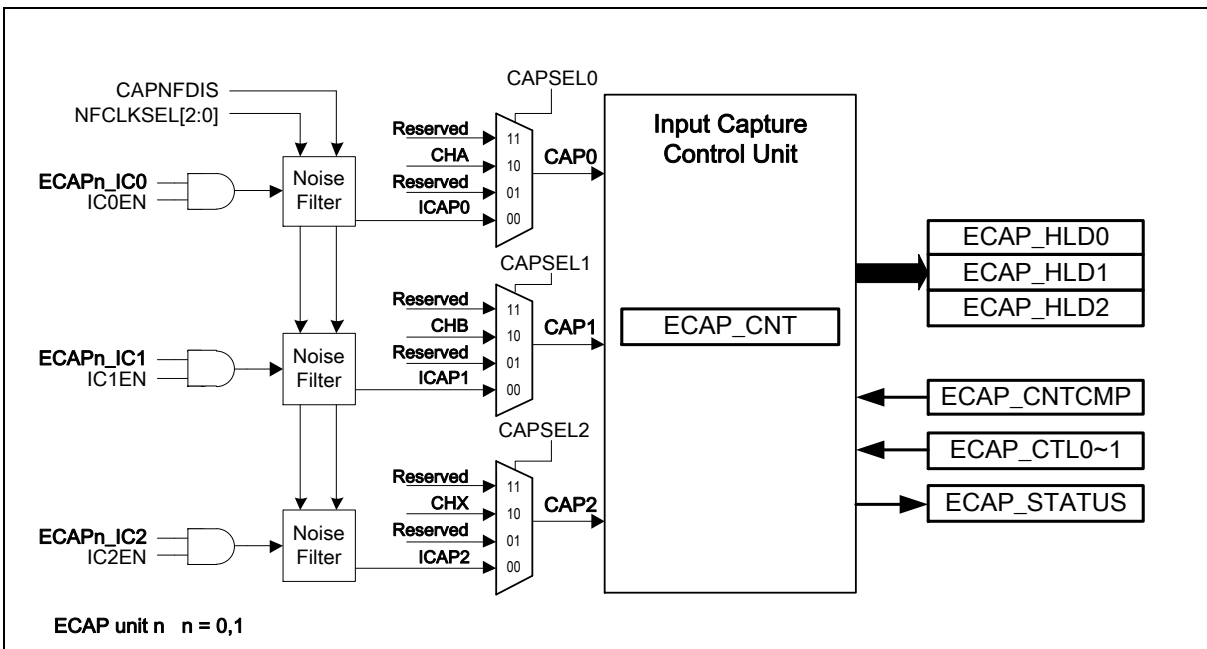 CAPNFDIS
NFCLKSEL[2:0]
ECAPn_IC0
IC0EN
Noise
Filter
Reserved
CHA
Reserved
ICAP0
11
10
01
00
CAPSEL0
CAP0
ECAPn_IC1
IC1EN
Noise
Filter
Reserved
CHB
Reserved
ICAP1
11
10
01
00
CAPSEL1
CAP1
ECAPn_IC2
IC2EN
Noise
Filter
Reserved
CHX
Reserved
ICAP2
11
10
01
00
CAPSEL2
CAP2
Input Capture
Control Unit
ECAP_CNT
ECAP_HLD0
ECAP_HLD1
ECAP_HLD2
ECAP_CNTCMP
ECAP_CTL0~1
ECAP_STATUS
ECAP unit n n = 0,1